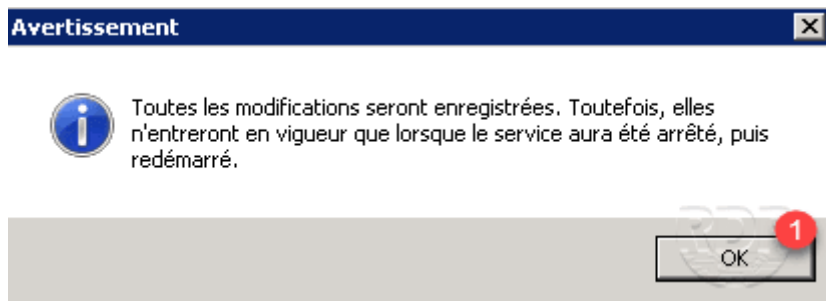 Avertissement
Toutes les modifications seront enregistrées. Toutefois, elles
n'entreront en vigueur que lorsque le service aura été arrêté, puis
redémarré.
1
OK